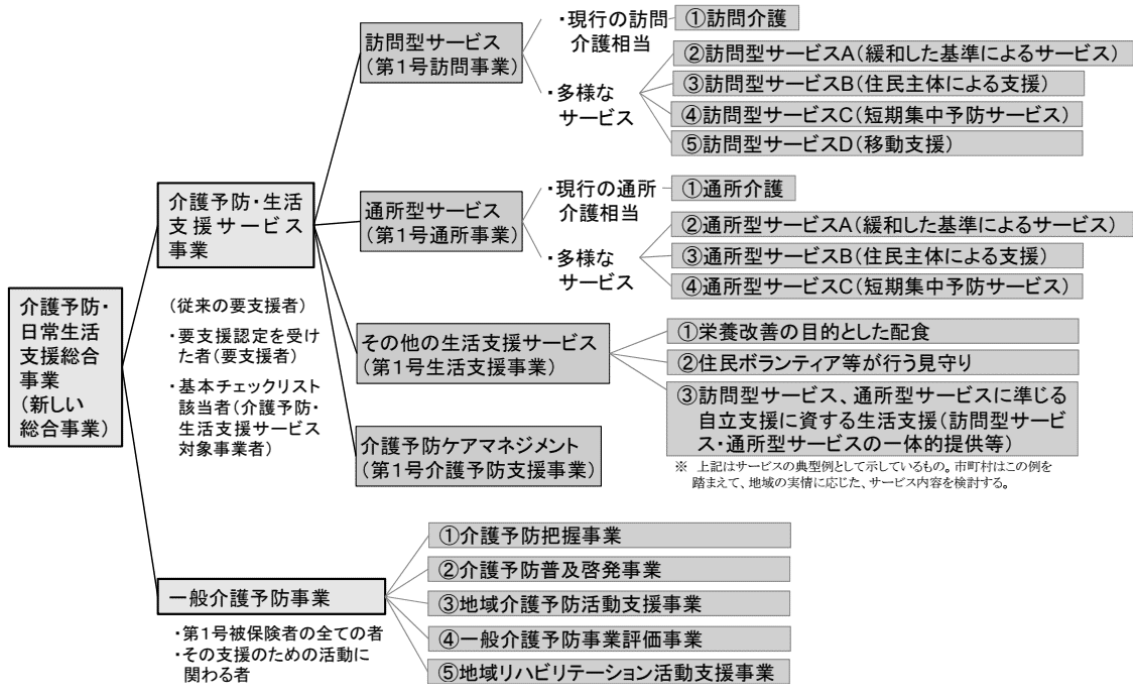 介護予防・
日常生活
支援総合
事業
(新しい
総合事業)
介護予防・生活
支援サービス
事業
(従来の要支援者)
・要支援認定を受け
た者(要支援者)
・基本チェックリスト
該当者(介護予防・
生活支援サービス
対象事業者)
訪問型サービス
(第1号訪問事業)
・現行の訪問
介護相当
①訪問介護
・多様な
サービス
②訪問型サービスA(緩和した基準によるサービス)
③訪問型サービスB(住民主体による支援)
④訪問型サービスC(短期集中予防サービス)
⑤訪問型サービスD(移動支援)
通所型サービス
(第1号通所事業)
・現行の通所
介護相当
①通所介護
・多様な
サービス
②通所型サービスA(緩和した基準によるサービス)
③通所型サービスB(住民主体による支援)
④通所型サービスC(短期集中予防サービス)
その他の生活支援サービス
(第1号生活支援事業)
①栄養改善の目的とした配食
②住民ボランティア等が行う見守り
③訪問型サービス、通所型サービスに準じる
自立支援に資する生活支援(訪問型サービ
ス・通所型サービスの一体的提供等)
※ 上記はサービスの典型例として示しているもの。市町村はこの例を
踏まえて、地域の実情に応じた、サービス内容を検討する。
介護予防ケアマネジメント
(第1号介護予防支援事業)
一般介護予防事業
・第1号被保険者の全ての者
・その支援のための活動に
関わる者
①介護予防把握事業
②介護予防普及啓発事業
③地域介護予防活動支援事業
④一般介護予防事業評価事業
⑤地域リハビリテーション活動支援事業